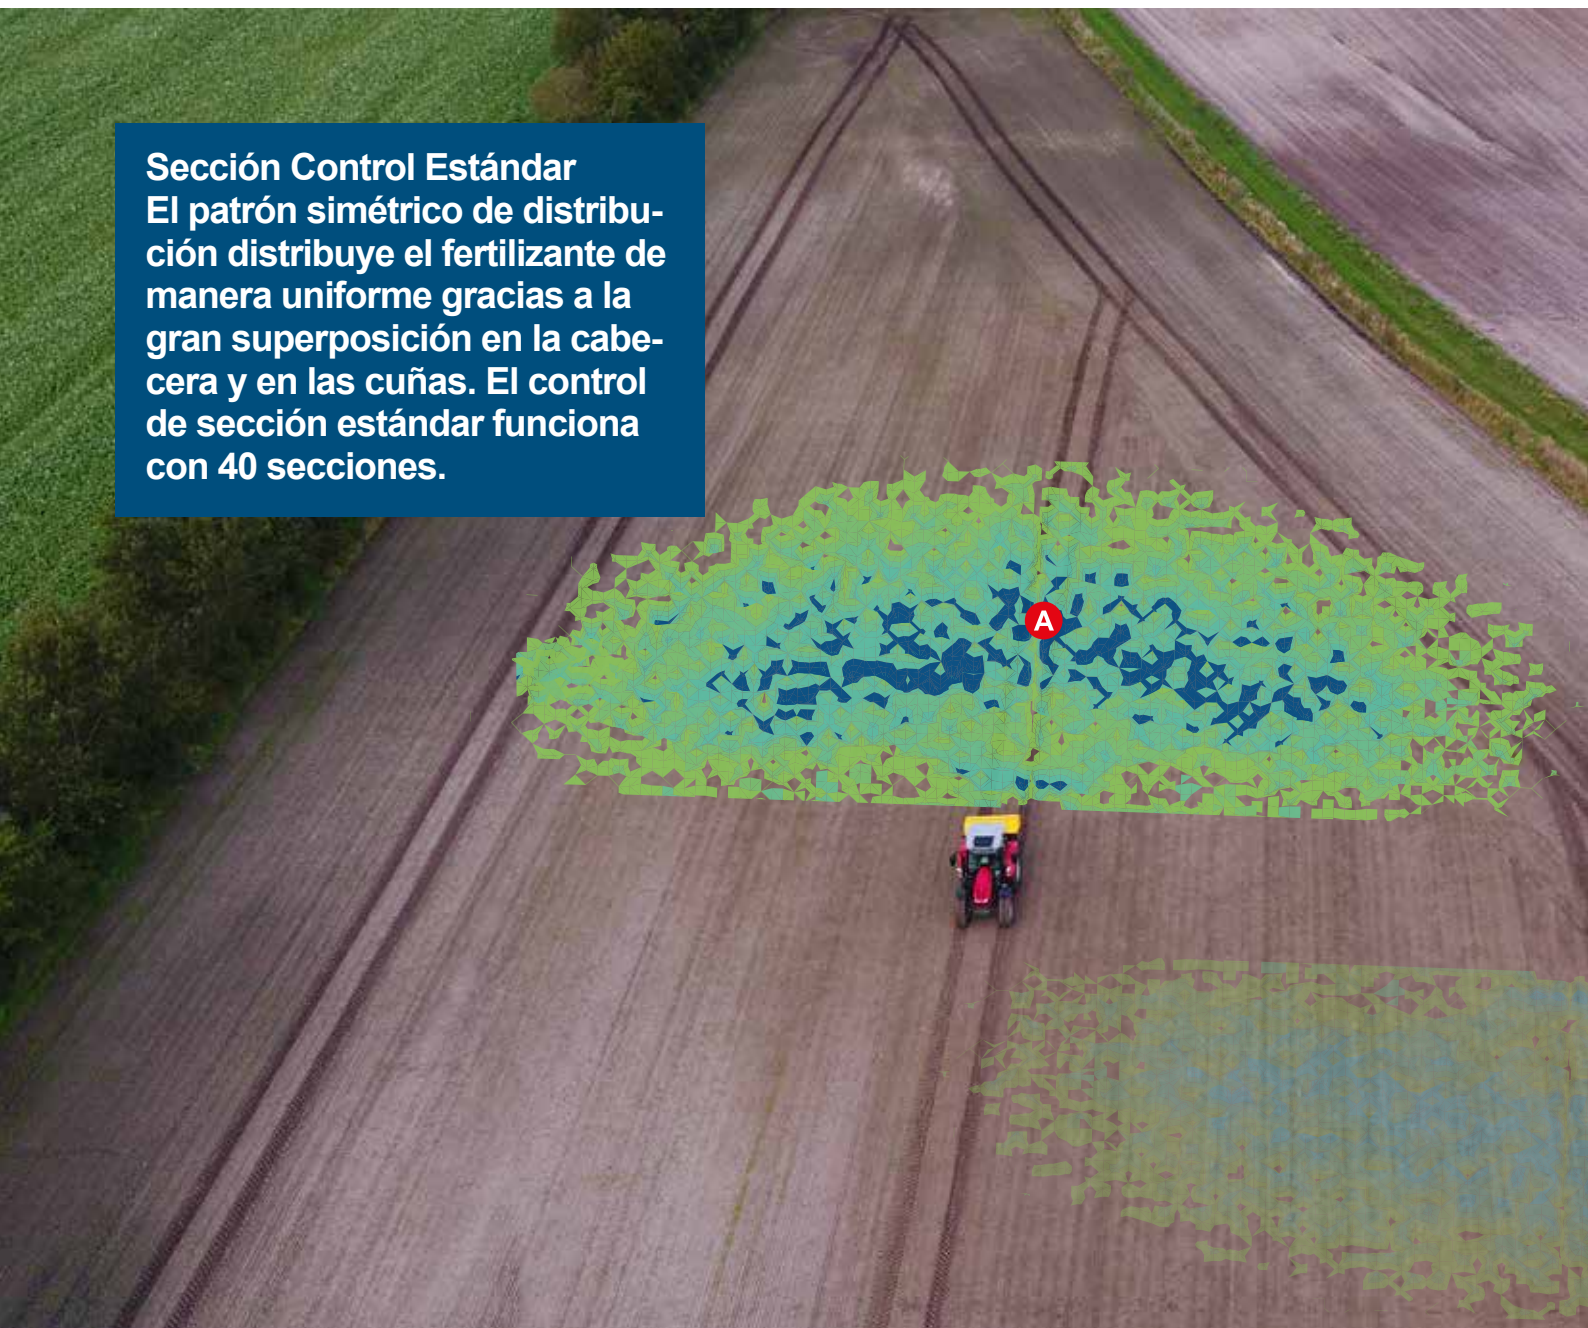 Sección Control Estándar
El patrón simétrico de distribu-
ción distribuye el fertilizante de
manera uniforme gracias a la
gran superposición en la cabe-
cera y en las cuñas. El control
de sección estándar funciona
con 40 secciones.
A